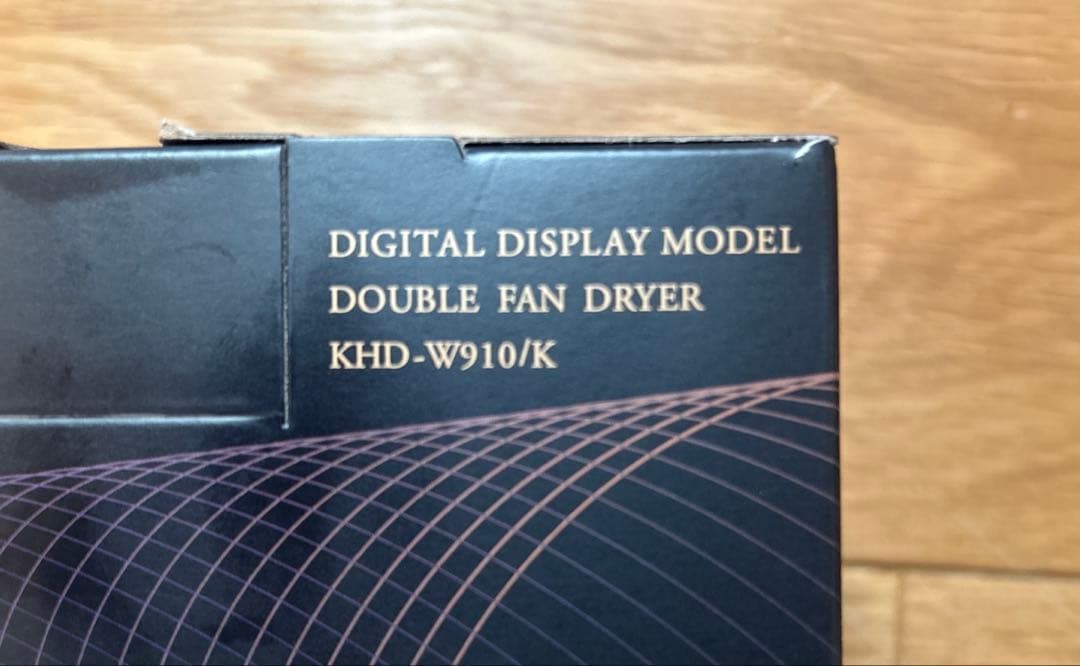 DIGITAL DISPLAY MODEL
DOUBLE FAN DRYER
KHD-W910/K